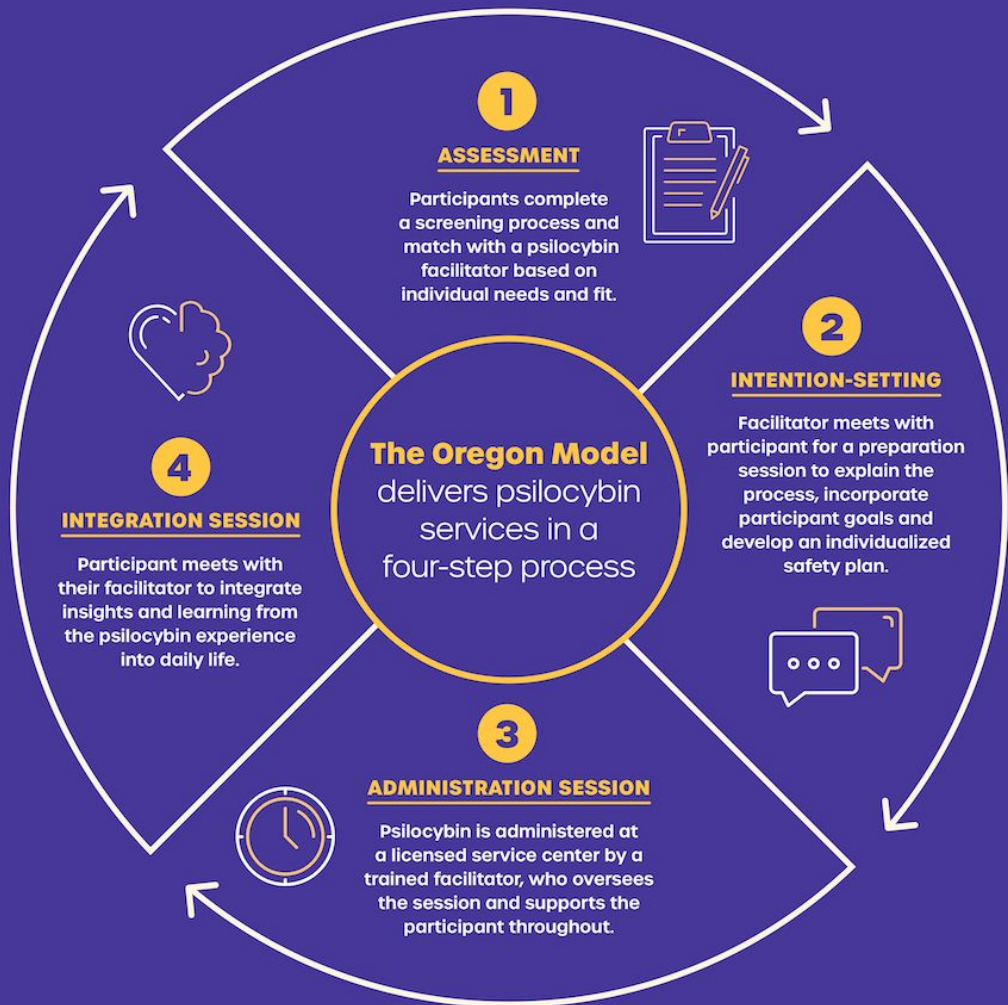 The Oregon Model
delivers psilocybin
services in a
four-step process
1
ASSESSMENT
Participants complete
a screening process and
match with a psilocybin
facilitator based on
individual needs and fit.
2
INTENTION-SETTING
Facilitator meets with
participant for a preparation
session to explain the
process, incorporate
participant goals and
develop an individualized
safety plan.
3
ADMINISTRATION SESSION
Psilocybin is administered at
a licensed service center by a
trained facilitator, who oversees
the session and supports the
participant throughout.
4
INTEGRATION SESSION
Participant meets with
their facilitator to integrate
insights and learning from
the psilocybin experience
into daily life.